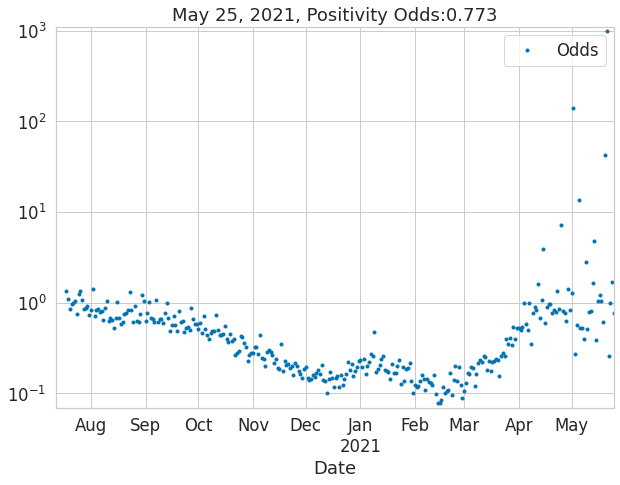 May 25, 2021, Positivity Odds:0.773
10³
Odds
10²
10¹
10⁰
10⁻¹
Aug Sep Oct Nov Dec Jan Feb Mar Apr May
2021
Date